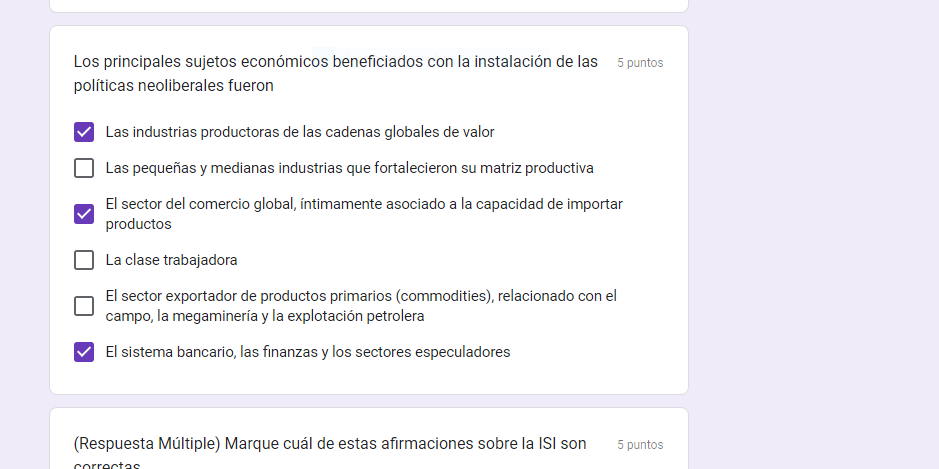 Los principales sujetos económicos beneficiados con la instalación de las
5 puntos
políticas neoliberales fueron
Las industrias productoras de las cadenas globales de valor
Las pequeñas y medianas industrias que fortalecieron su matriz productiva
El sector del comercio global, íntimamente asociado a la capacidad de importar
productos
La clase trabajadora
El sector exportador de productos primarios (commodities), relacionado con el
campo, la megaminería y la explotación petrolera
El sistema bancario, las finanzas y los sectores especuladores
(Respuesta Múltiple) Marque cuál de estas afirmaciones sobre la ISI son
5 puntos
correctas